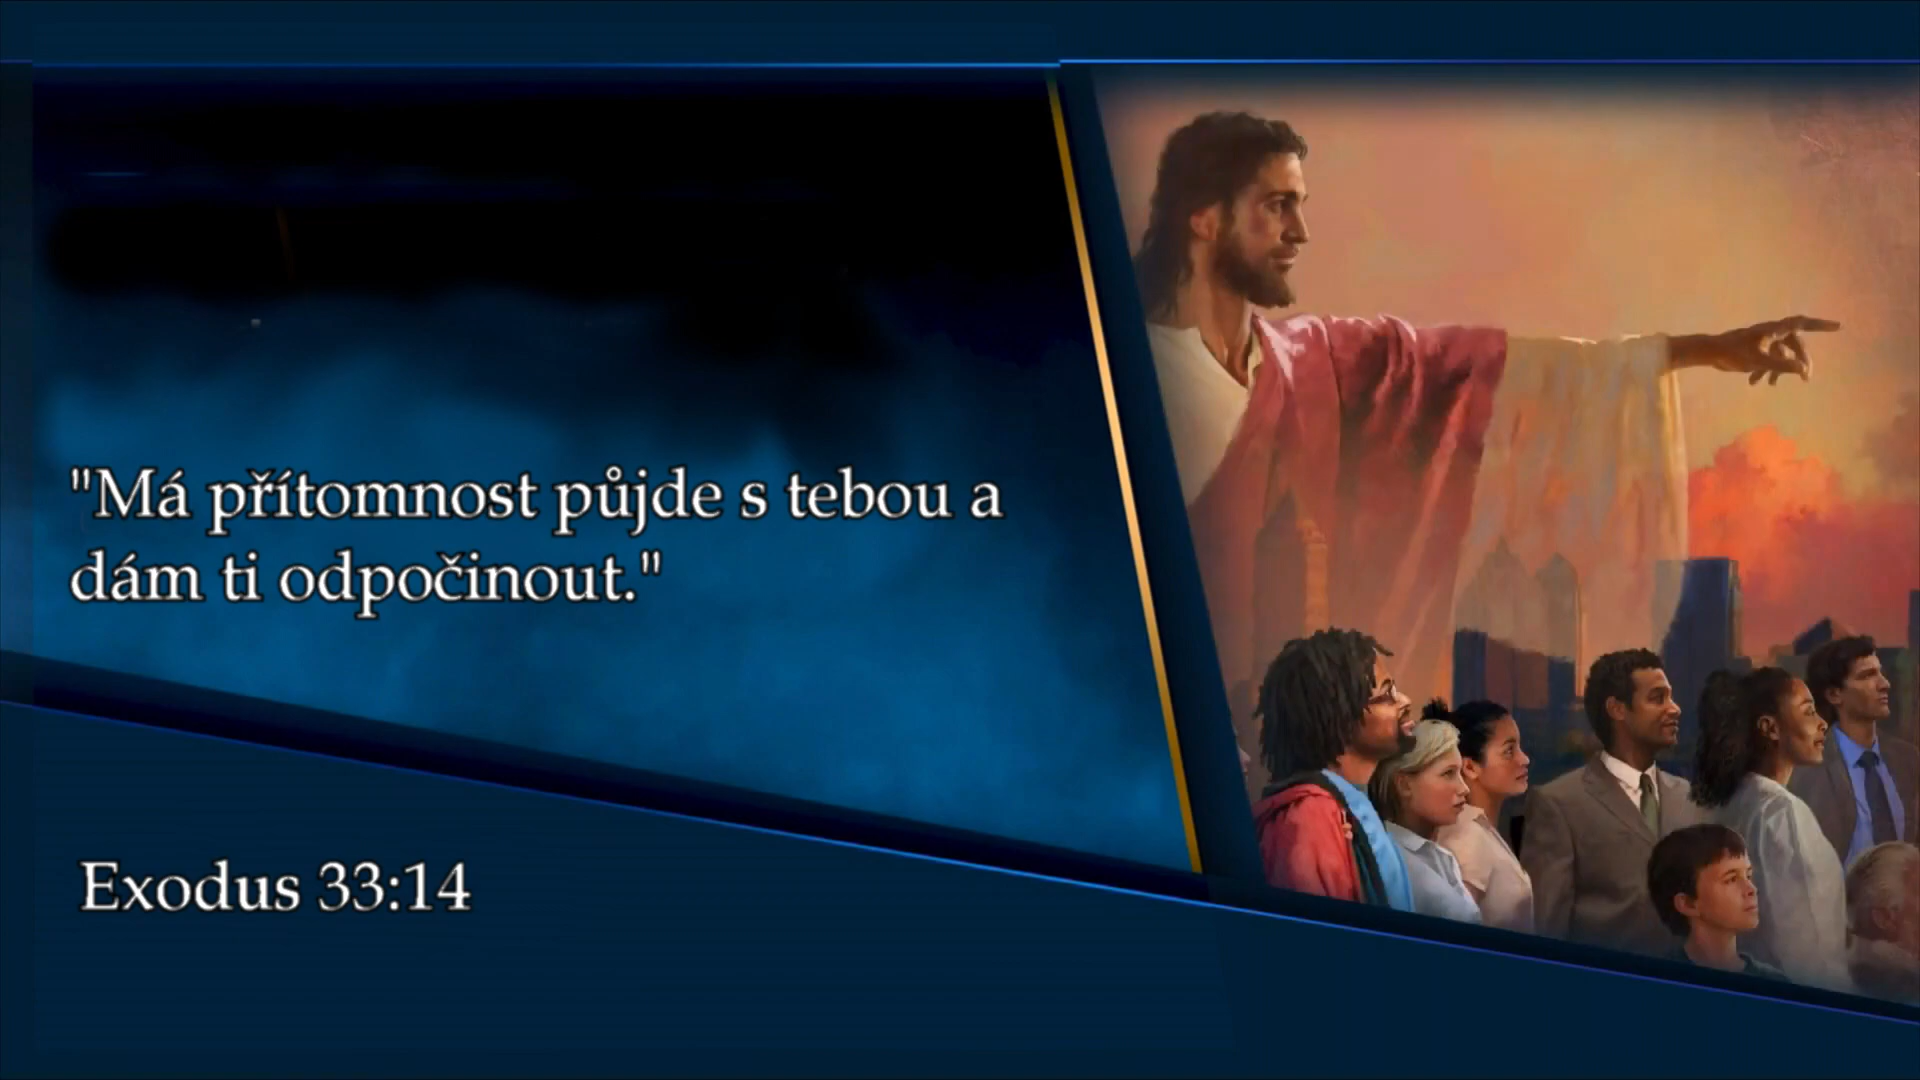 "Má přítomnost půjde s tebou a
dám ti odpočinout."
Exodus 33:14